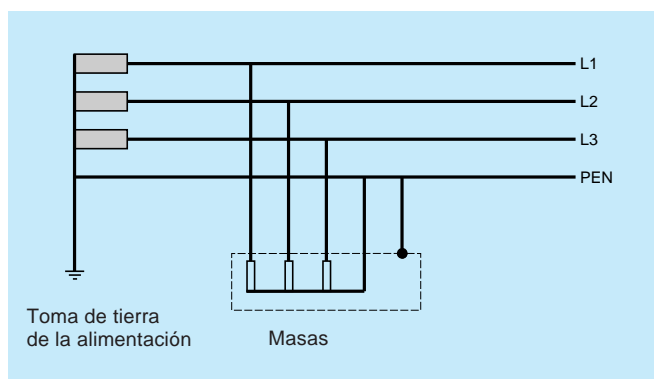 L1
L2
L3
PEN
Toma de tierra
de la alimentación
Masas